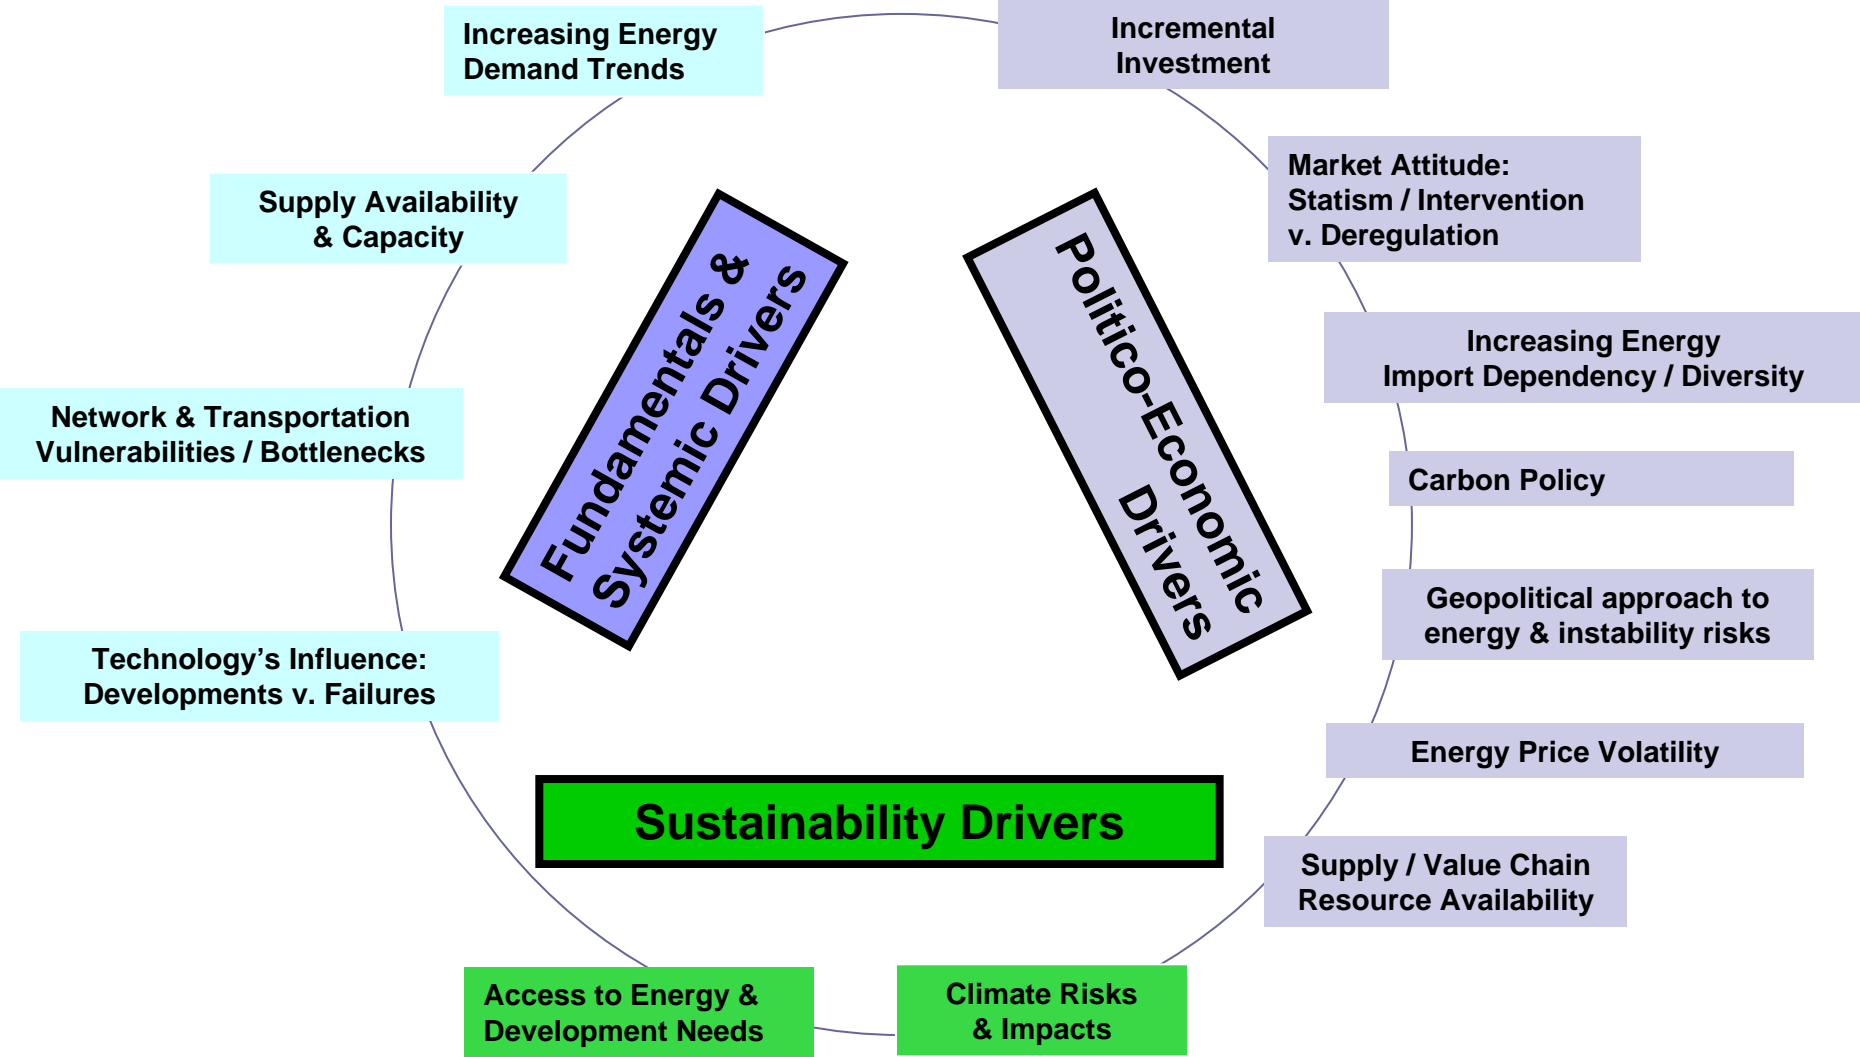 Increasing Energy
Demand Trends
Incremental
Investment
Market Attitude:
Statism / Intervention
v. Deregulation
Supply Availability
& Capacity
Fundamentals &
Systemic Drivers
Politico-Economic
Drivers
Increasing Energy
Import Dependency / Diversity
Network & Transportation
Vulnerabilities / Bottlenecks
Carbon Policy
Geopolitical approach to
energy & instability risks
Technology’s Influence:
Developments v. Failures
Energy Price Volatility
Sustainability Drivers
Supply / Value Chain
Resource Availability
Access to Energy &
Development Needs
Climate Risks
& Impacts